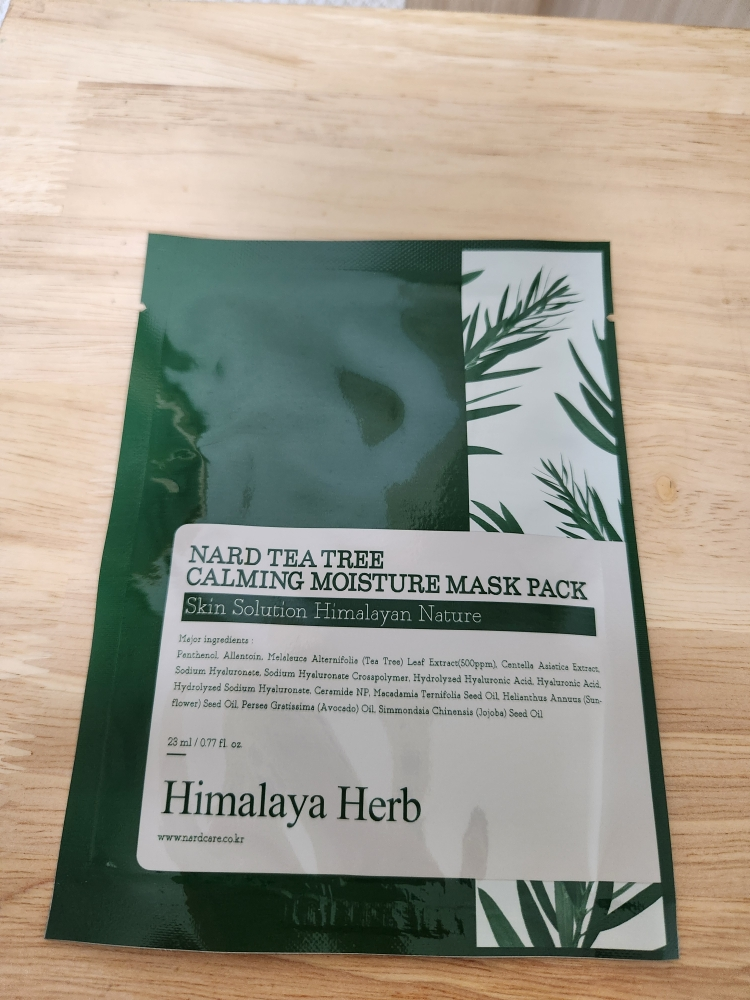 NARD TEA TREE
CALMING MOISTURE MASK PACK
Skin Solution Himalayan Nature
Major ingredients :
Panthenol, Allantoin, Melaleuca Alternifolia (Tea Tree) Leaf Extract(500ppm), Centella Asiatica Extract,
Sodium Hyaluronate, Sodium Hyaluronate Crosspolymer, Hydrolyzed Hyaluronic Acid, Hyaluronic Acid,
Hydrolyzed Sodium Hyaluronate, Ceramide NP, Macadamia Ternifolia Seed Oil, Helianthus Annuus (Sun-
flower) Seed Oil, Persea Gratissima (Avocado) Oil, Simmondsia Chinensis (Jojoba) Seed Oil
23 ml / 0.77 fl. oz
Himalaya Herb
www.nardcare.co.kr